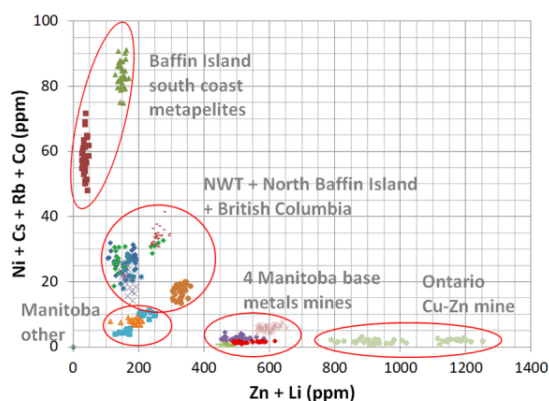 100
80
60
40
20
0
Ni + Cs + Rb + Co (ppm)
Baffin Island
south coast
metapelites
NWT + North Baffin Island
+ British Columbia
4 Manitoba base
metals mines
Ontario
Cu-Zn mine
Manitoba
other
0 200 400 600 800 1000 1200 1400
Zn + Li (ppm)